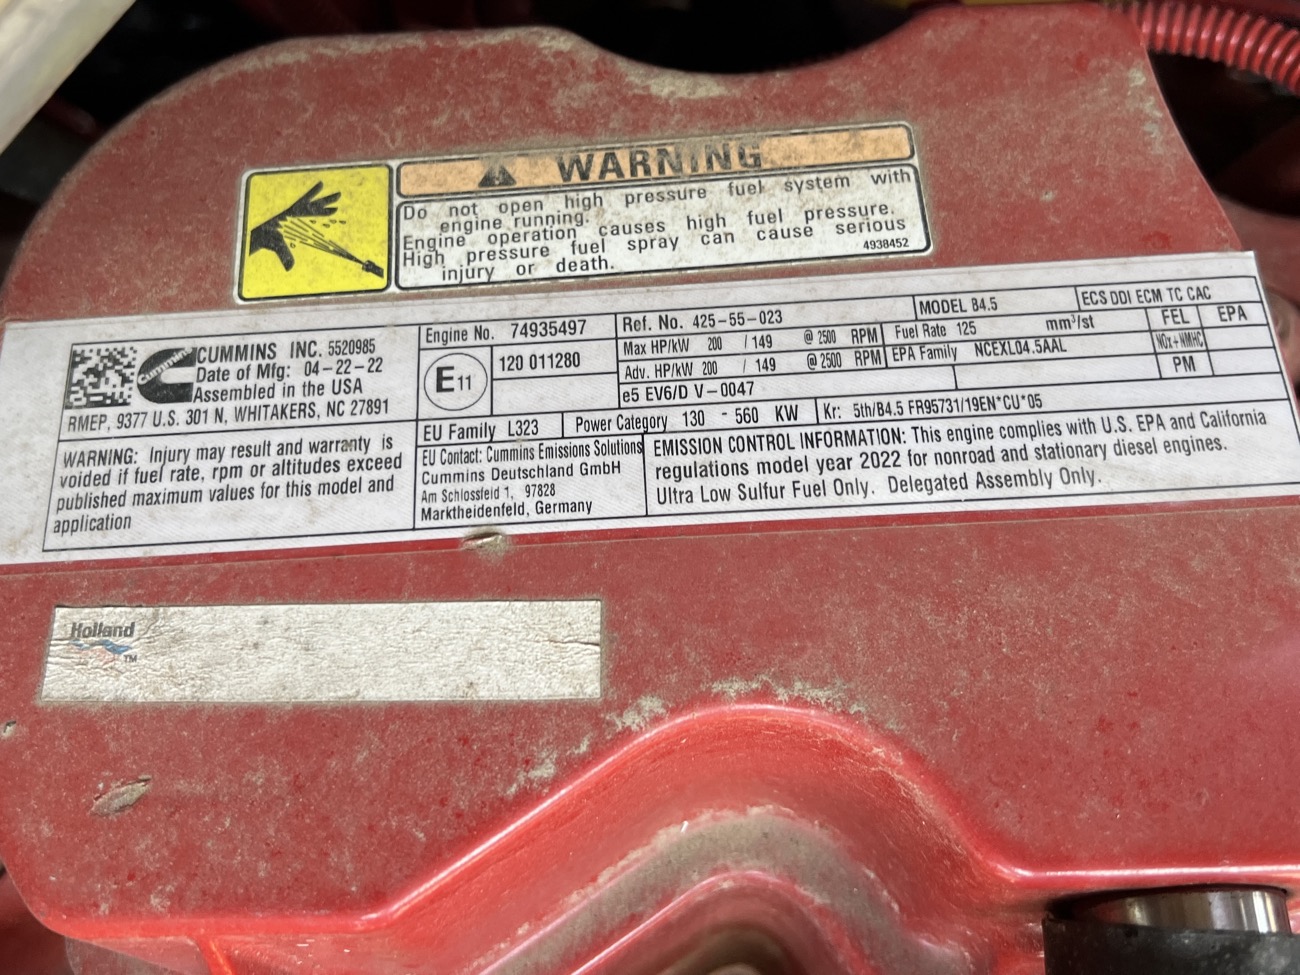 WARNING
Do not open high pressure fuel system with
engine running.
Engine operation causes high fuel pressure.
High pressure fuel spray can cause serious
injury or death.
4938452
Cummins
CUMMINS INC. 5520985
Date of Mfg: 04-22-22
Assembled in the USA
RMEP, 9377 U.S. 301 N, WHITAKERS, NC 27891
WARNING: Injury may result and warranty is
voided if fuel rate, rpm or altitudes exceed
published maximum values for this model and
application
Engine No. 74935497
E11
120 011280
EU Family L323
Power Category 130 - 560 KW
EU Contact: Cummins Emissions Solutions
Cummins Deutschland GmbH
Am Schlossfeid 1, 97828
Marktheidenfeld, Germany
Ref. No. 425-55-023
MODEL B4.5
ECS DDI ECM TC CAC
Max HP/kW 200 / 149 @ 2500 RPM
Fuel Rate 125 mm³/st
FEL
EPA
Adv. HP/kW 200 / 149 @ 2500 RPM
EPA Family NCEXL04.5AAL
NOx+NMHC
e5 EV6/D V-0047
PM
Kr: 5th/B4.5 FR95731/19EN*CU*05
EMISSION CONTROL INFORMATION: This engine complies with U.S. EPA and California
regulations model year 2022 for nonroad and stationary diesel engines.
Ultra Low Sulfur Fuel Only. Delegated Assembly Only.
Holland
TM